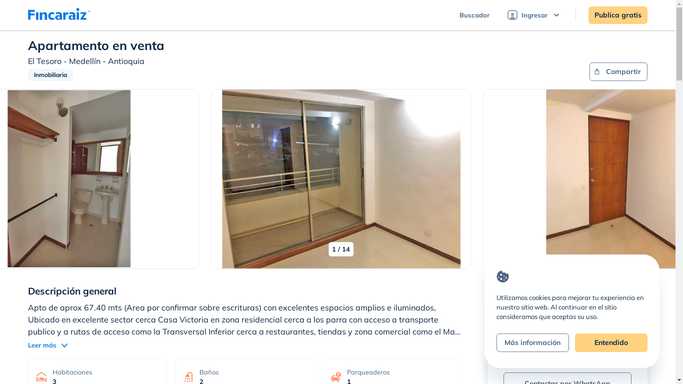 Fincaraiz
Buscador
Ingresar
Publica gratis
Apartamento en venta
El Tesoro - Medellín - Antioquia
Inmobiliaria
Compartir
1 / 14
Descripción general
Apto de aprox 67.40 mts (Area por confirmar sobre escrituras) con excelentes espacios amplios e iluminados,
Ubicado en excelente sector cerca Casa Victoria en zona residencial cerca a los parra con acceso a transporte
publico y a rutas de acceso como la Transversal Inferior cerca a restaurantes, tiendas y zona comercial como el Ma...
Leer más
Habitaciones
3
Baños
2
Parqueaderos
1
Utilizamos cookies para mejorar tu experiencia en
nuestro sitio web. Al continuar en el sitio
consideramos que aceptas su uso.
Más información
Entendido
Contactar por WhatsApp